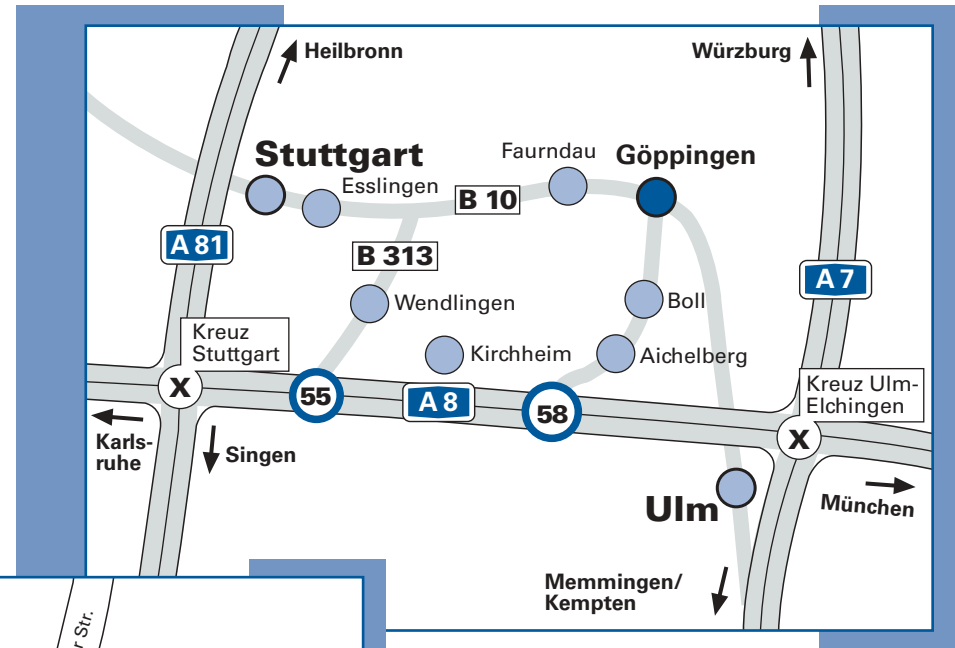 Heilbronn
Würzburg
Stuttgart
Faurndau
Göppingen
Esslingen
B 10
A 81
B 313
A 7
Wendlingen
Boll
Kreuz
Stuttgart
Kirchheim
Aichelberg
X
55
A 8
58
Kreuz Ulm-
Elchingen
X
Karls-
ruhe
Singen
Ulm
München
Memmingen/
Kempten
r Str.